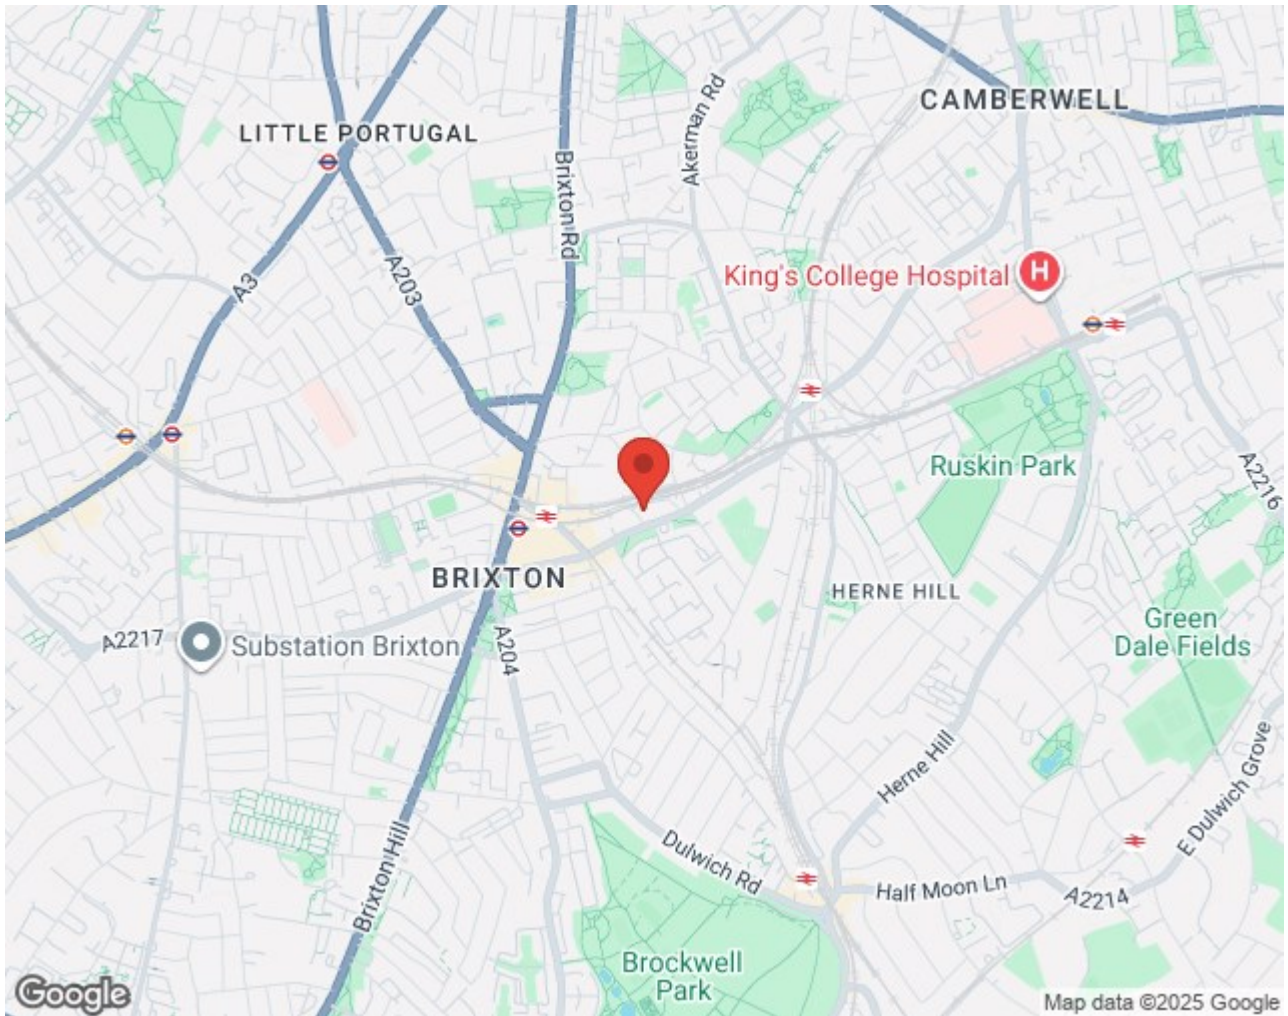 CAMBERWELL
LITTLE PORTUGAL
Akerman Rd
Brixton Rd
A3
A203
King's College Hospital
H
Ruskin Park
A2216
BRIXTON
HERNE HILL
Green
Dale Fields
A2217
Substation Brixton
A204
Herne Hill
E Dulwich Grove
Brixton Hill
Dulwich Rd
Half Moon Ln
A2214
Brockwell
Park
Google
Map data ©2025 Google